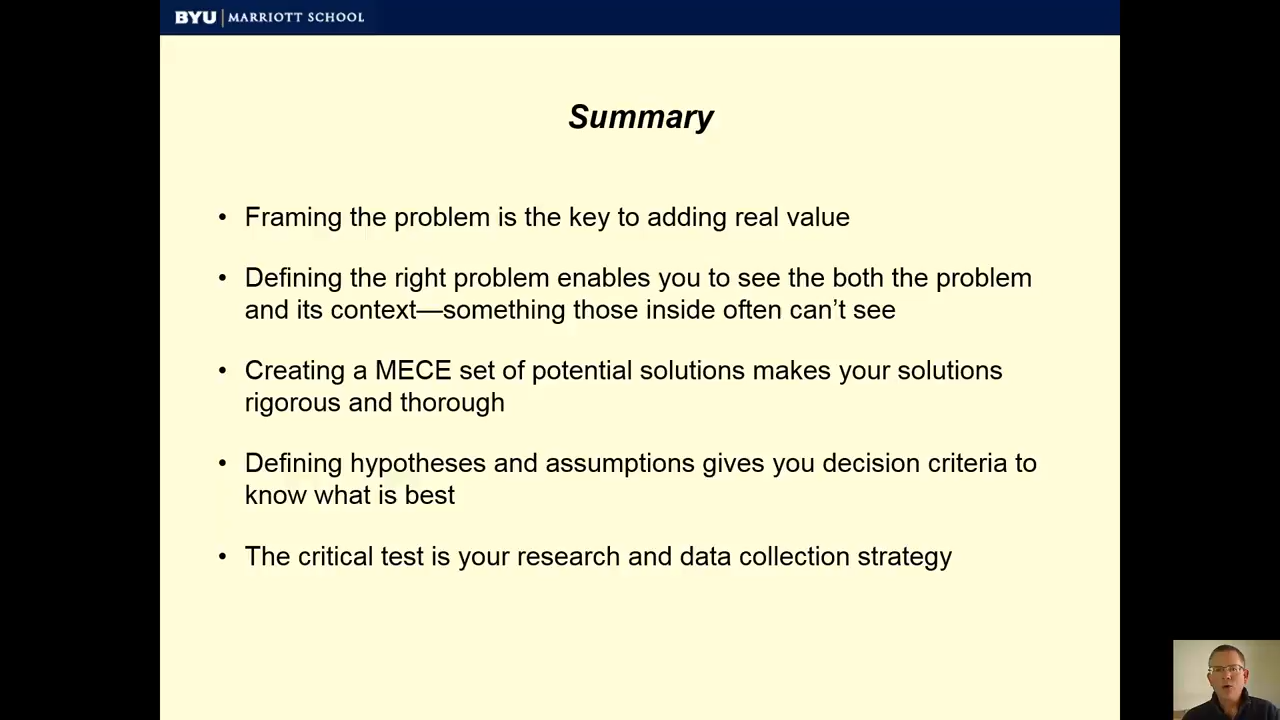 BYU | MARRIOTT SCHOOL
Summary
• Framing the problem is the key to adding real value
• Defining the right problem enables you to see the both the problem
and its context—something those inside often can’t see
• Creating a MECE set of potential solutions makes your solutions
rigorous and thorough
• Defining hypotheses and assumptions gives you decision criteria to
know what is best
• The critical test is your research and data collection strategy